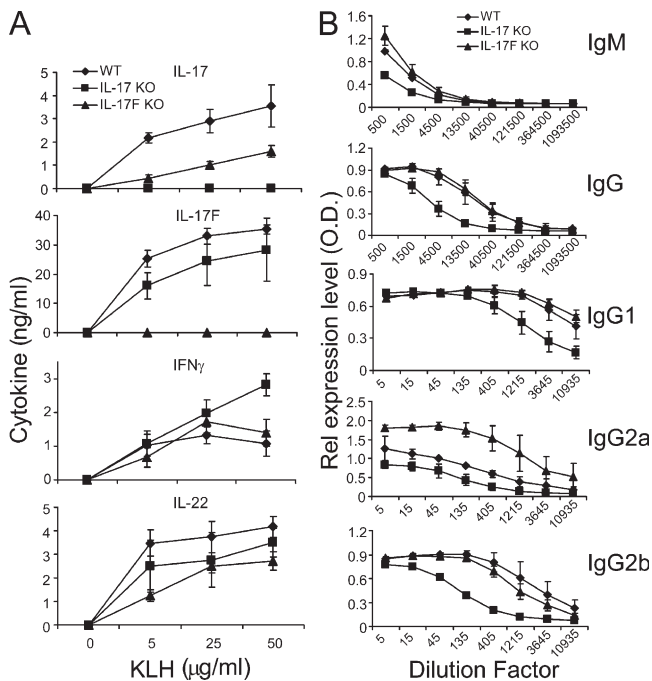 A
WT
IL-17 KO
IL-17F KO
IL-17
5
4
3
2
1
0
IL-17F
40
30
20
10
0
IFNγ
3
2
1
0
IL-22
5
4
3
2
1
0
0 5 25 50
KLH (μg/ml)
Cytokine (ng/ml)
B
WT
IL-17 KO
IL-17F KO
IgM
1.6
1.2
0.8
0.4
0
500 1500 4500 13500 40500 121500 364500 1093500
IgG
1.2
0.9
0.6
0.3
0
500 1500 4500 13500 40500 121500 364500 1093500
IgG1
0.9
0.6
0.3
0
5 15 45 135 405 1215 3645 10935
IgG2a
2.5
2.0
1.5
1.0
0.5
0
5 15 45 135 405 1215 3645 10935
IgG2b
1.2
0.9
0.6
0.3
0
5 15 45 135 405 1215 3645 10935
Dilution Factor
Rel expression level (O.D.)